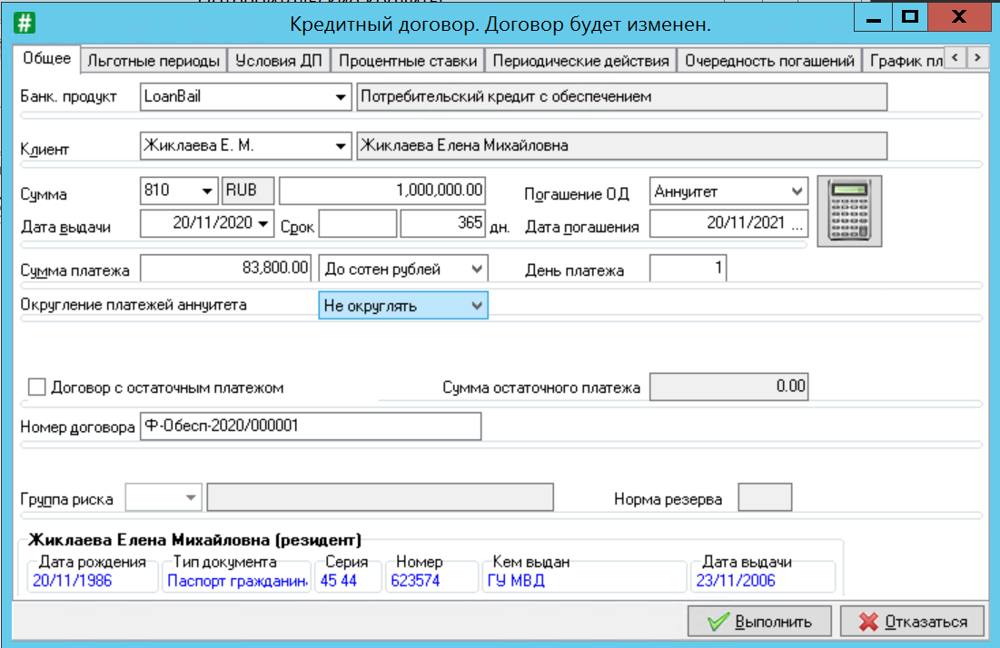 Кредитный договор. Договор будет изменен.
Общее Льготные периоды Условия ДП Процентные ставки Периодические действия Очередность погашений График пл
Банк. продукт LoanBail Потребительский кредит с обеспечением
Клиент Жиклаева Е. М. Жиклаева Елена Михайловна
Сумма 810 RUB 1,000,000.00 Погашение ОД Аннуитет
Дата выдачи 20/11/2020 Срок 365 дн. Дата погашения 20/11/2021 ...
Сумма платежа 83,800.00 До сотен рублей День платежа 1
Округление платежей аннуитета Не округлять
Договор с остаточным платежом Сумма остаточного платежа 0.00
Номер договора Ф-Обесп-2020/000001
Группа риска Норма резерва
Жиклаева Елена Михайловна (резидент)
Дата рождения Тип документа Серия Номер Кем выдан Дата выдачи
20/11/1986 Паспорт гражданин 45 44 623574 ГУ МВД 23/11/2006
Выполнить Отказаться